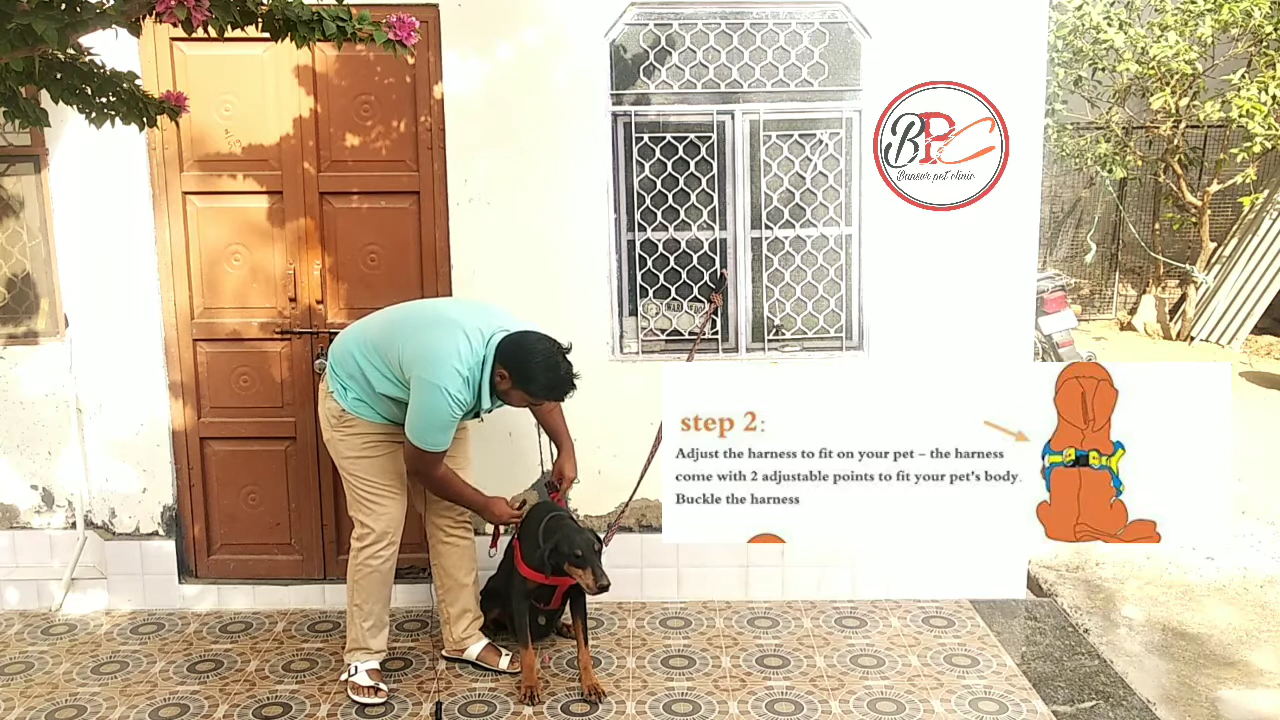 BPC
Bansur pet clinic
step 2:
Adjust the harness to fit on your pet – the harness
come with 2 adjustable points to fit your pet's body.
Buckle the harness